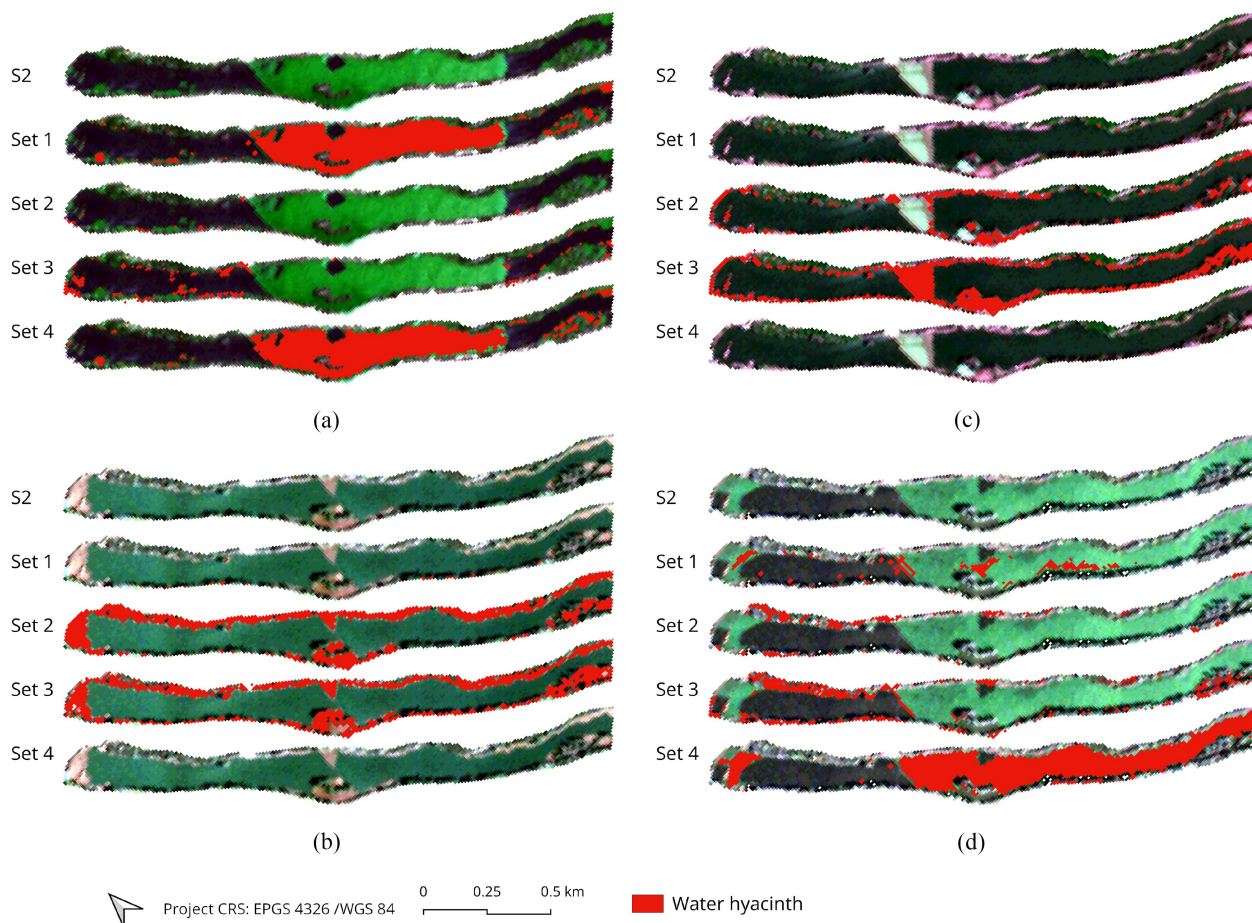 S2
Set 1
Set 2
Set 3
Set 4
(a)
S2
Set 1
Set 2
Set 3
Set 4
(c)
S2
Set 1
Set 2
Set 3
Set 4
(b)
S2
Set 1
Set 2
Set 3
Set 4
(d)
Project CRS: EPGS 4326 /WGS 84
0 0.25 0.5 km
Water hyacinth